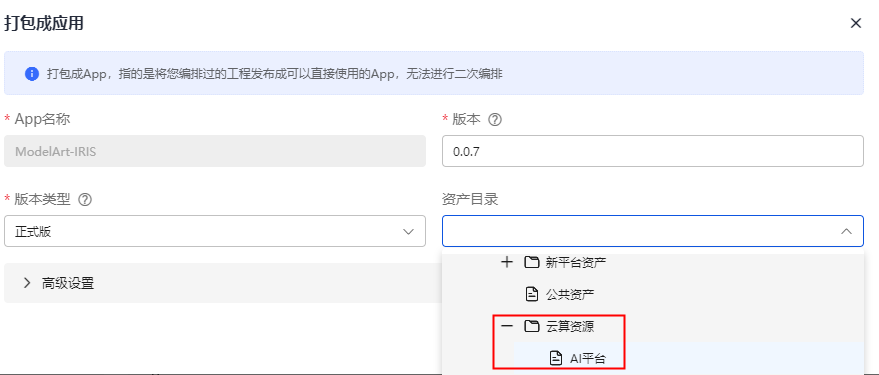 打包成应用
打包成App，指的是将您编排过的工程发布成可以直接使用的App，无法进行二次编排
* App名称
* 版本
ModelArt-IRIS
0.0.7
* 版本类型
资产目录
正式版
高级设置
新平台资产
公共资产
云算资源
AI平台